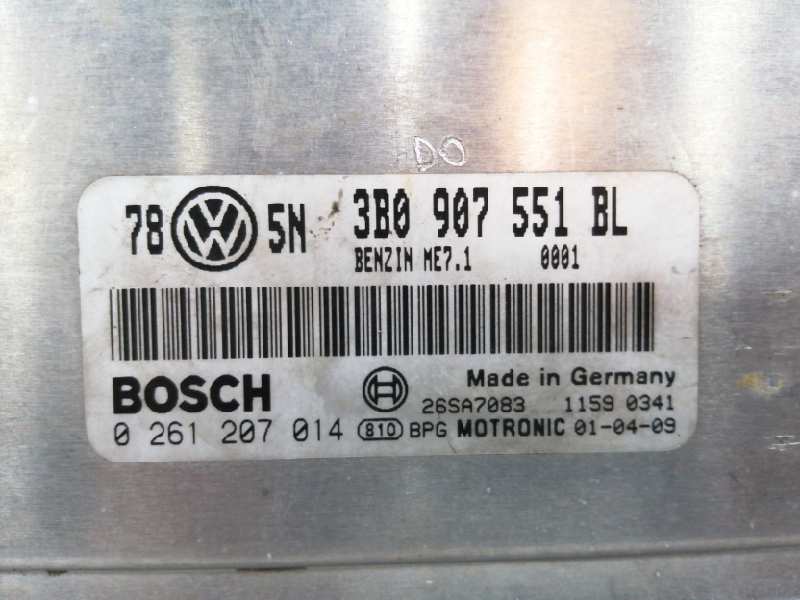 DO
78 VW 5N 3B0 907 551 BL
BENZIN ME7.1 0001
BOSCH Made in Germany
26SA7083 1159 0341
0 261 207 014 810 BPG MOTRONIC 01-04-09